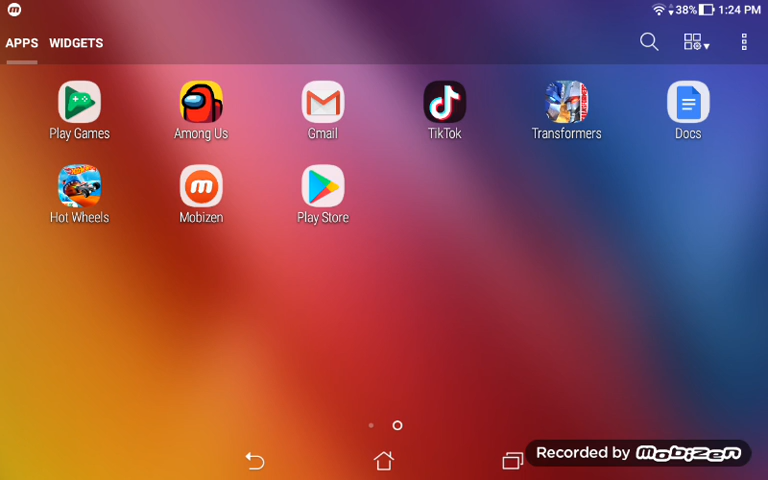 38% 1:24 PM
APPS WIDGETS
Play Games Among Us Gmail TikTok Transformers Docs
Hot Wheels Mobizen Play Store
Recorded by Mobizen